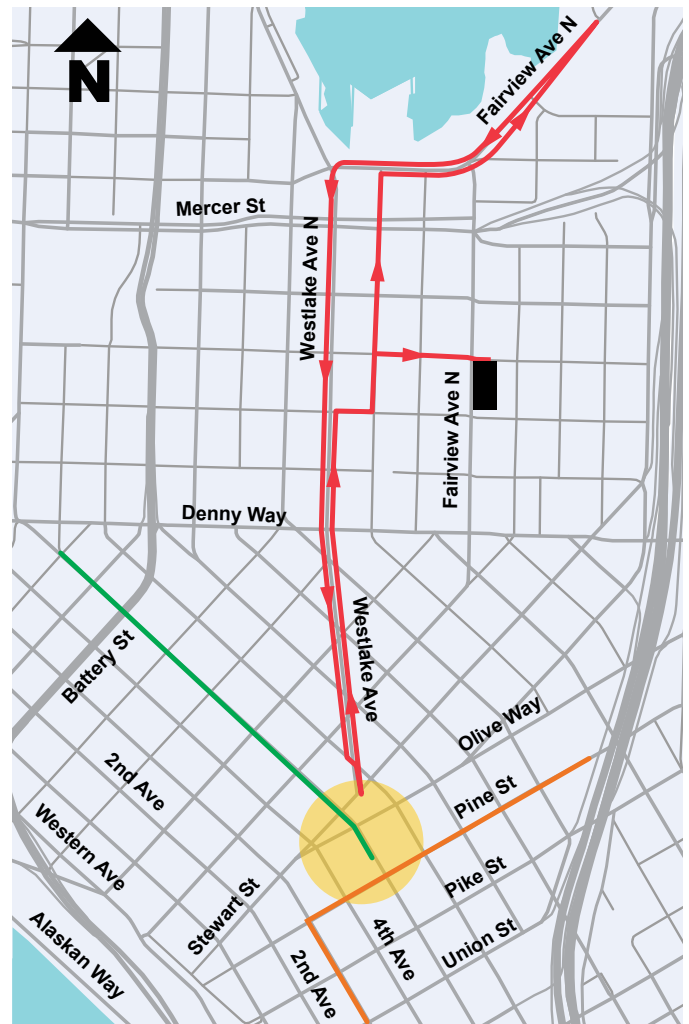 N
Fairview Ave N
Mercer St
Westlake Ave N
Fairview Ave N
Denny Way
Westlake Ave
Battery St
Olive Way
2nd Ave
Pine St
Western Ave
Pike St
Stewart St
4th Ave
Union St
Alaskan Way
2nd Ave